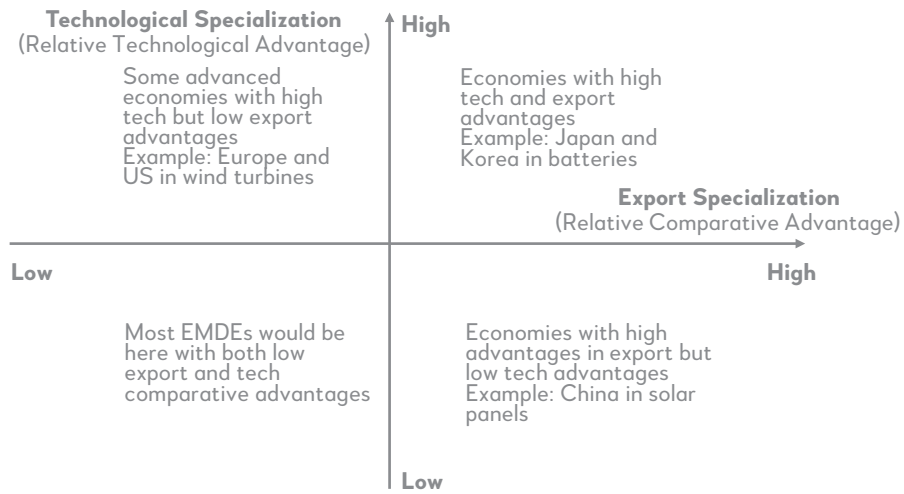 Technological Specialization
(Relative Technological Advantage)
High
Some advanced
economies with high
tech but low export
advantages
Example: Europe and
US in wind turbines
Economies with high
tech and export
advantages
Example: Japan and
Korea in batteries
Export Specialization
(Relative Comparative Advantage)
Low
High
Most EMDEs would be
here with both low
export and tech
comparative advantages
Economies with high
advantages in export but
low tech advantages
Example: China in solar
panels
Low